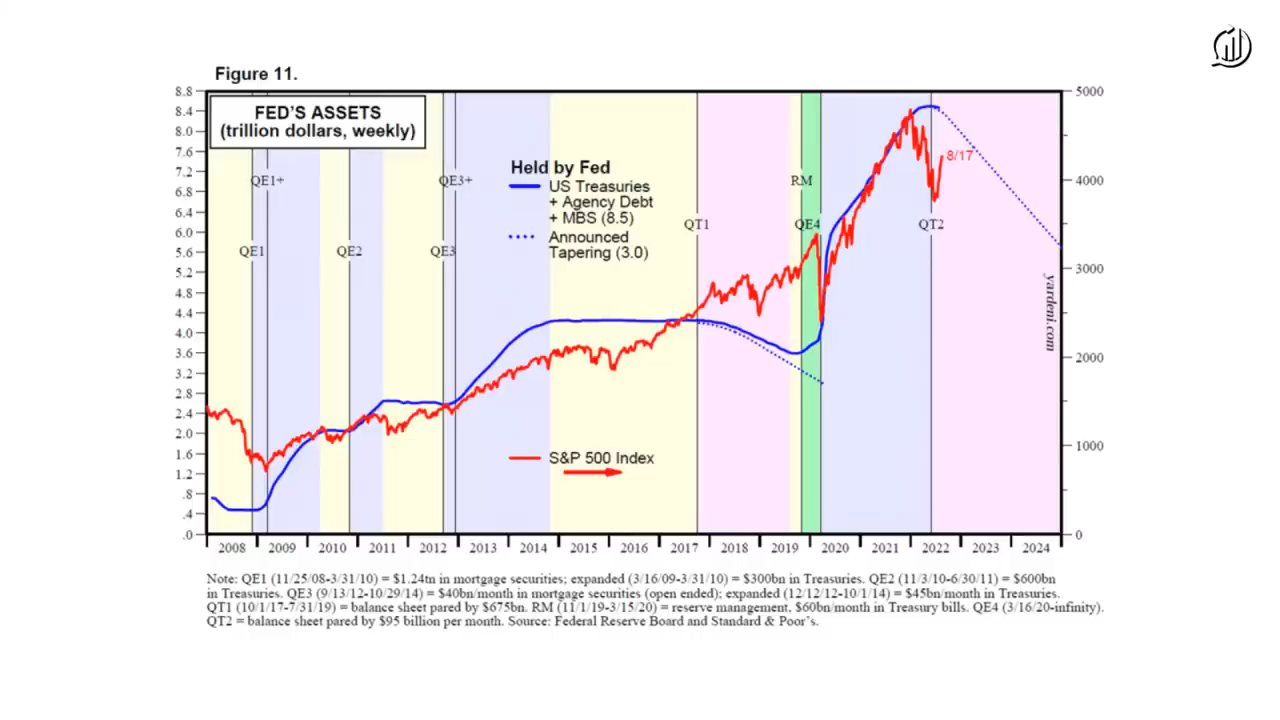 Figure 11.
FED'S ASSETS
(trillion dollars, weekly)
8.8
8.4
8.0
7.6
7.2
6.8
6.4
6.0
5.6
5.2
4.8
4.4
4.0
3.6
3.2
2.8
2.4
2.0
1.6
1.2
.8
.4
.0
5000
4000
3000
2000
1000
0
Held by Fed
US Treasuries
+ Agency Debt
+ MBS (8.5)
Announced
Tapering (3.0)
QE1+
QE3+
RM
QE1
QE2
QE3
QT1
QE4
QT2
8/17
S&P 500 Index
yardeni.com
2008 2009 2010 2011 2012 2013 2014 2015 2016 2017 2018 2019 2020 2021 2022 2023 2024
Note: QE1 (11/25/08-3/31/10) = $1.24tn in mortgage securities; expanded (3/16/09-3/31/10) = $300bn in Treasuries. QE2 (11/3/10-6/30/11) = $600bn
in Treasuries. QE3 (9/13/12-10/29/14) = $40bn/month in mortgage securities (open ended); expanded (12/12/12-10/1/14) = $45bn/month in Treasuries.
QT1 (10/1/17-7/31/19) = balance sheet pared by $675bn. RM (11/1/19-3/15/20) = reserve management, $60bn/month in Treasury bills. QE4 (3/16/20-infinity).
QT2 = balance sheet pared by $95 billion per month. Source: Federal Reserve Board and Standard & Poor's.